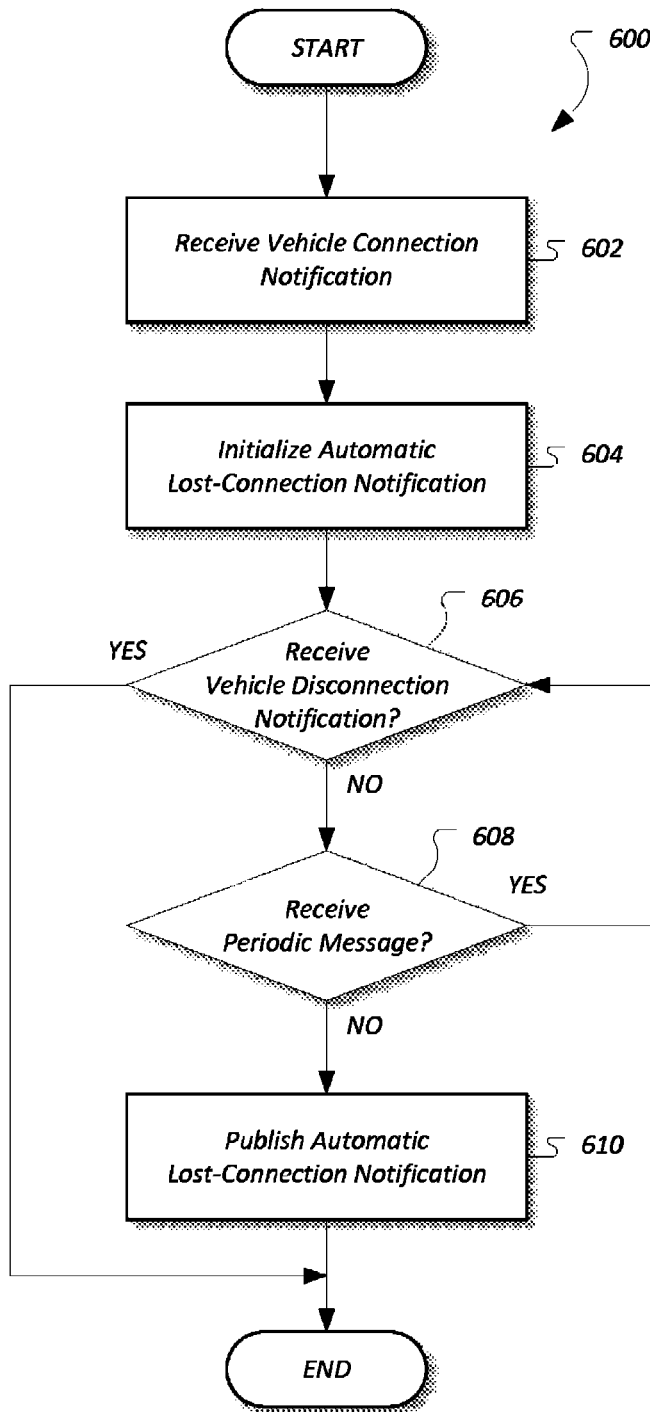 START
600
Receive Vehicle Connection
Notification
602
Initialize Automatic
Lost-Connection Notification
604
606
YES
Receive
Vehicle Disconnection
Notification?
NO
608
YES
Receive
Periodic Message?
NO
Publish Automatic
Lost-Connection Notification
610
END